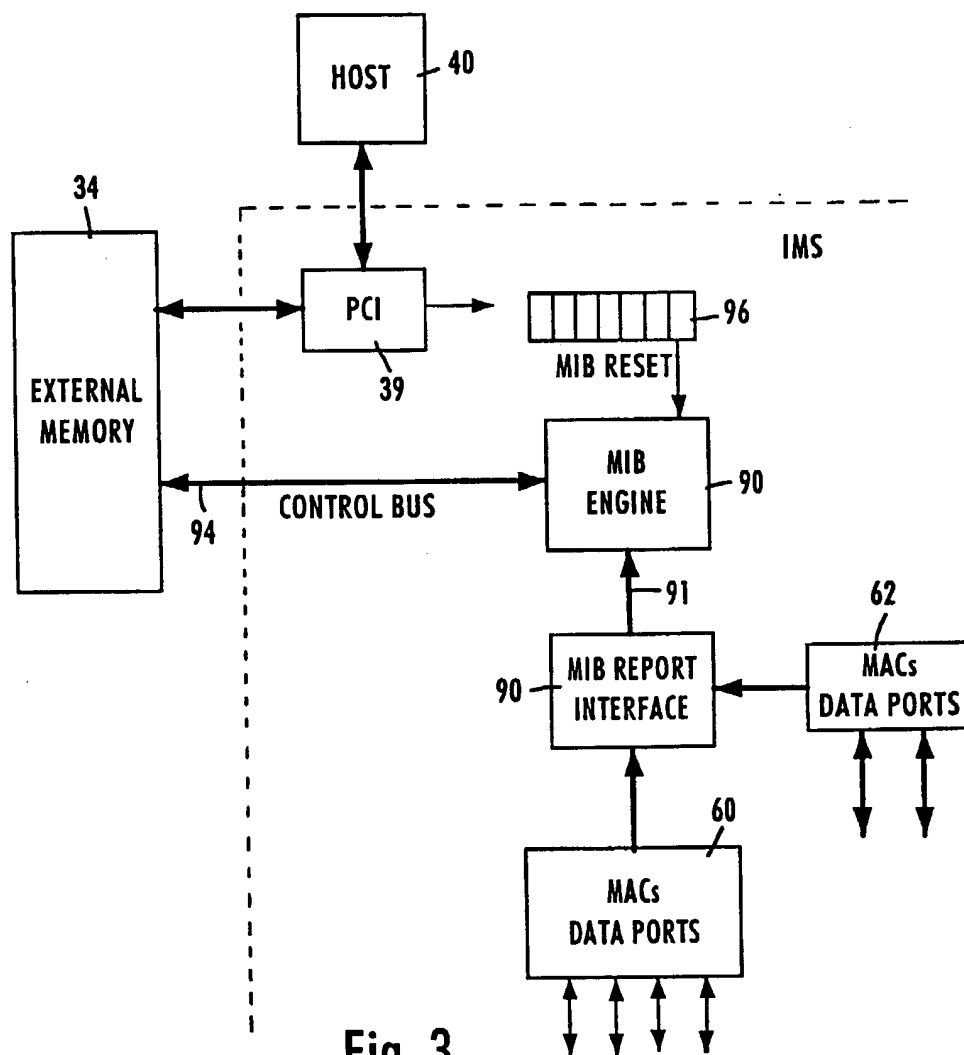 HOST
40
34
IMS
PCI
39
96
MIB RESET
EXTERNAL
MEMORY
MIB
ENGINE
90
CONTROL BUS
94
91
62
MACs
DATA PORTS
90
MIB REPORT
INTERFACE
60
MACs
DATA PORTS
Fig. 3